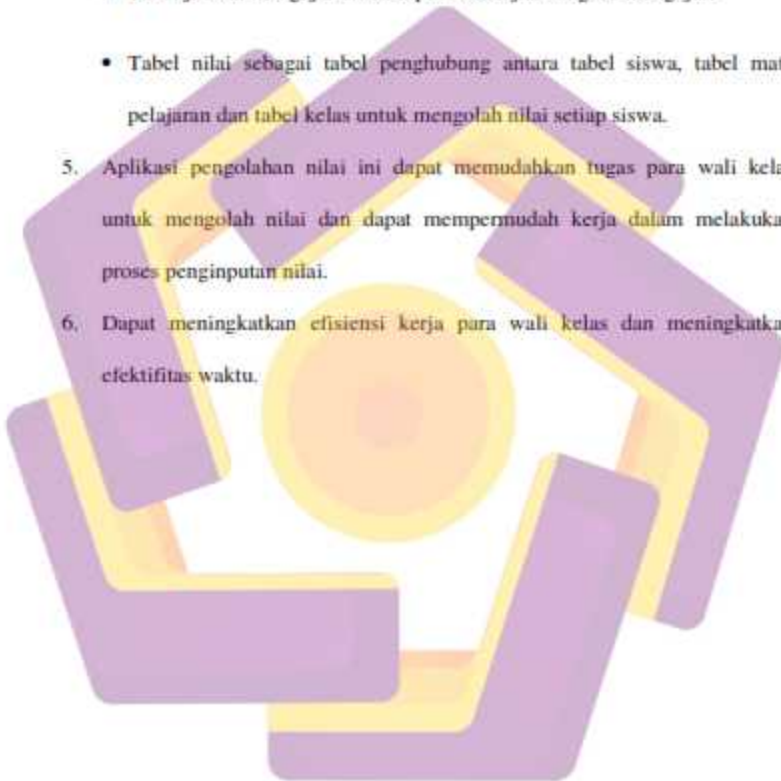 • Tabel nilai sebagai tabel penghubung antara tabel siswa, tabel mat
pelajaran dan tabel kelas untuk mengolah nilai setiap siswa.
5. Aplikasi pengolahan nilai ini dapat memudahkan tugas para wali kela
untuk mengolah nilai dan dapat mempermudah kerja dalam melakuka
proses penginputan nilai.
6. Dapat meningkatkan efisiensi kerja para wali kelas dan meningkatka
efektifitas waktu.